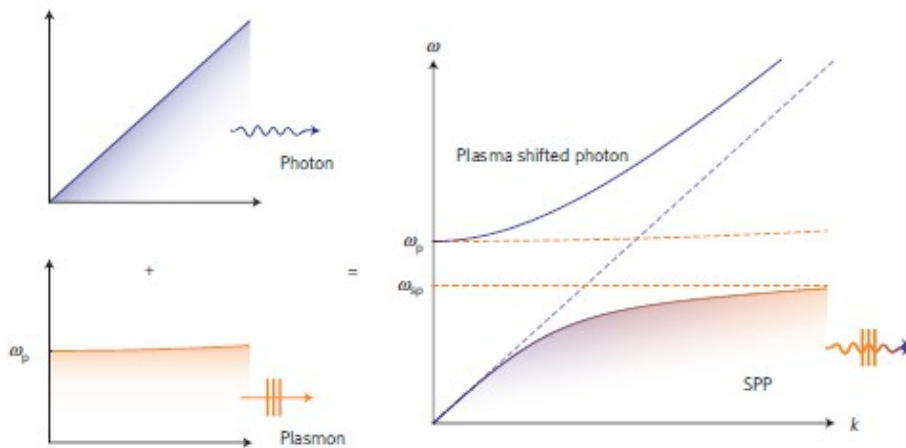 Photon
+
ωp
Plasmon
=
ω
Plasma shifted photon
ωp
ωsp
SPP
k